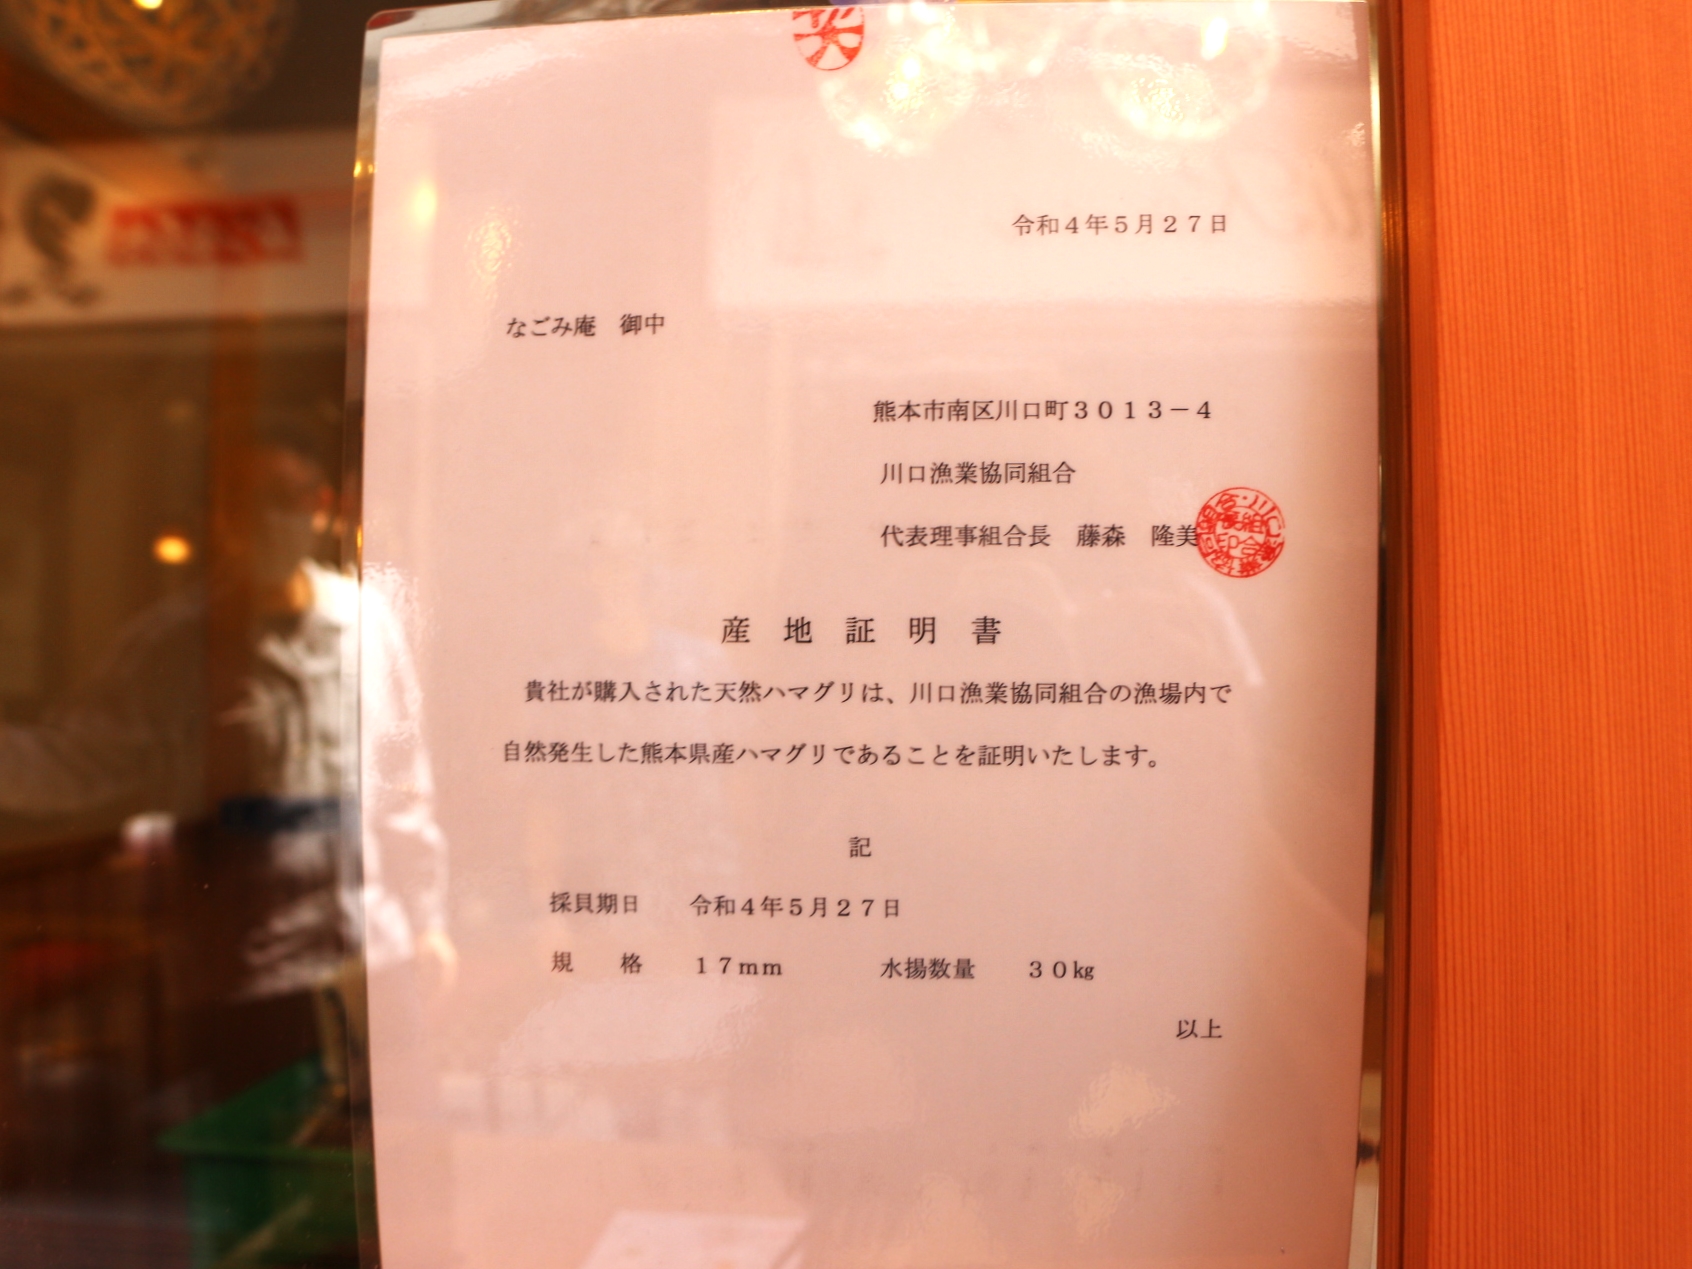 令和４年５月２７日
なごみ庵　御中
熊本市南区川口町３０１３－４
川口漁業協同組合
代表理事組合長　藤森　隆美
産　地　証　明　書
貴社が購入された天然ハマグリは、川口漁業協同組合の漁場内で
自然発生した熊本県産ハマグリであることを証明いたします。
記
採貝期日　　令和４年５月２７日
規　　格　　１７ｍｍ　　　　水揚数量　　３０㎏
以上